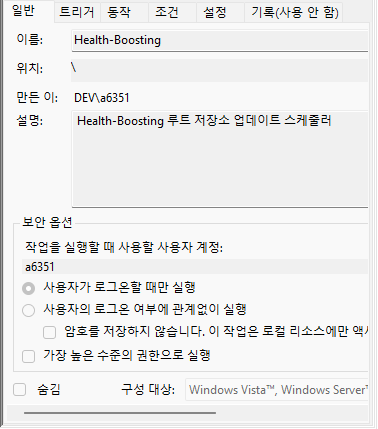 일반 트리거 동작 조건 설정 기록(사용 안 함)
이름: Health-Boosting
위치: \
만든 이: DEV\a6351
설명: Health-Boosting 루트 저장소 업데이트 스케줄러
보안 옵션
작업을 실행할 때 사용할 사용자 계정:
a6351
사용자가 로그온할 때만 실행
사용자의 로그온 여부에 관계없이 실행
암호를 저장하지 않습니다. 이 작업은 로컬 리소스에만 액세
가장 높은 수준의 권한으로 실행
숨김 구성 대상: Windows Vista™, Windows Server™